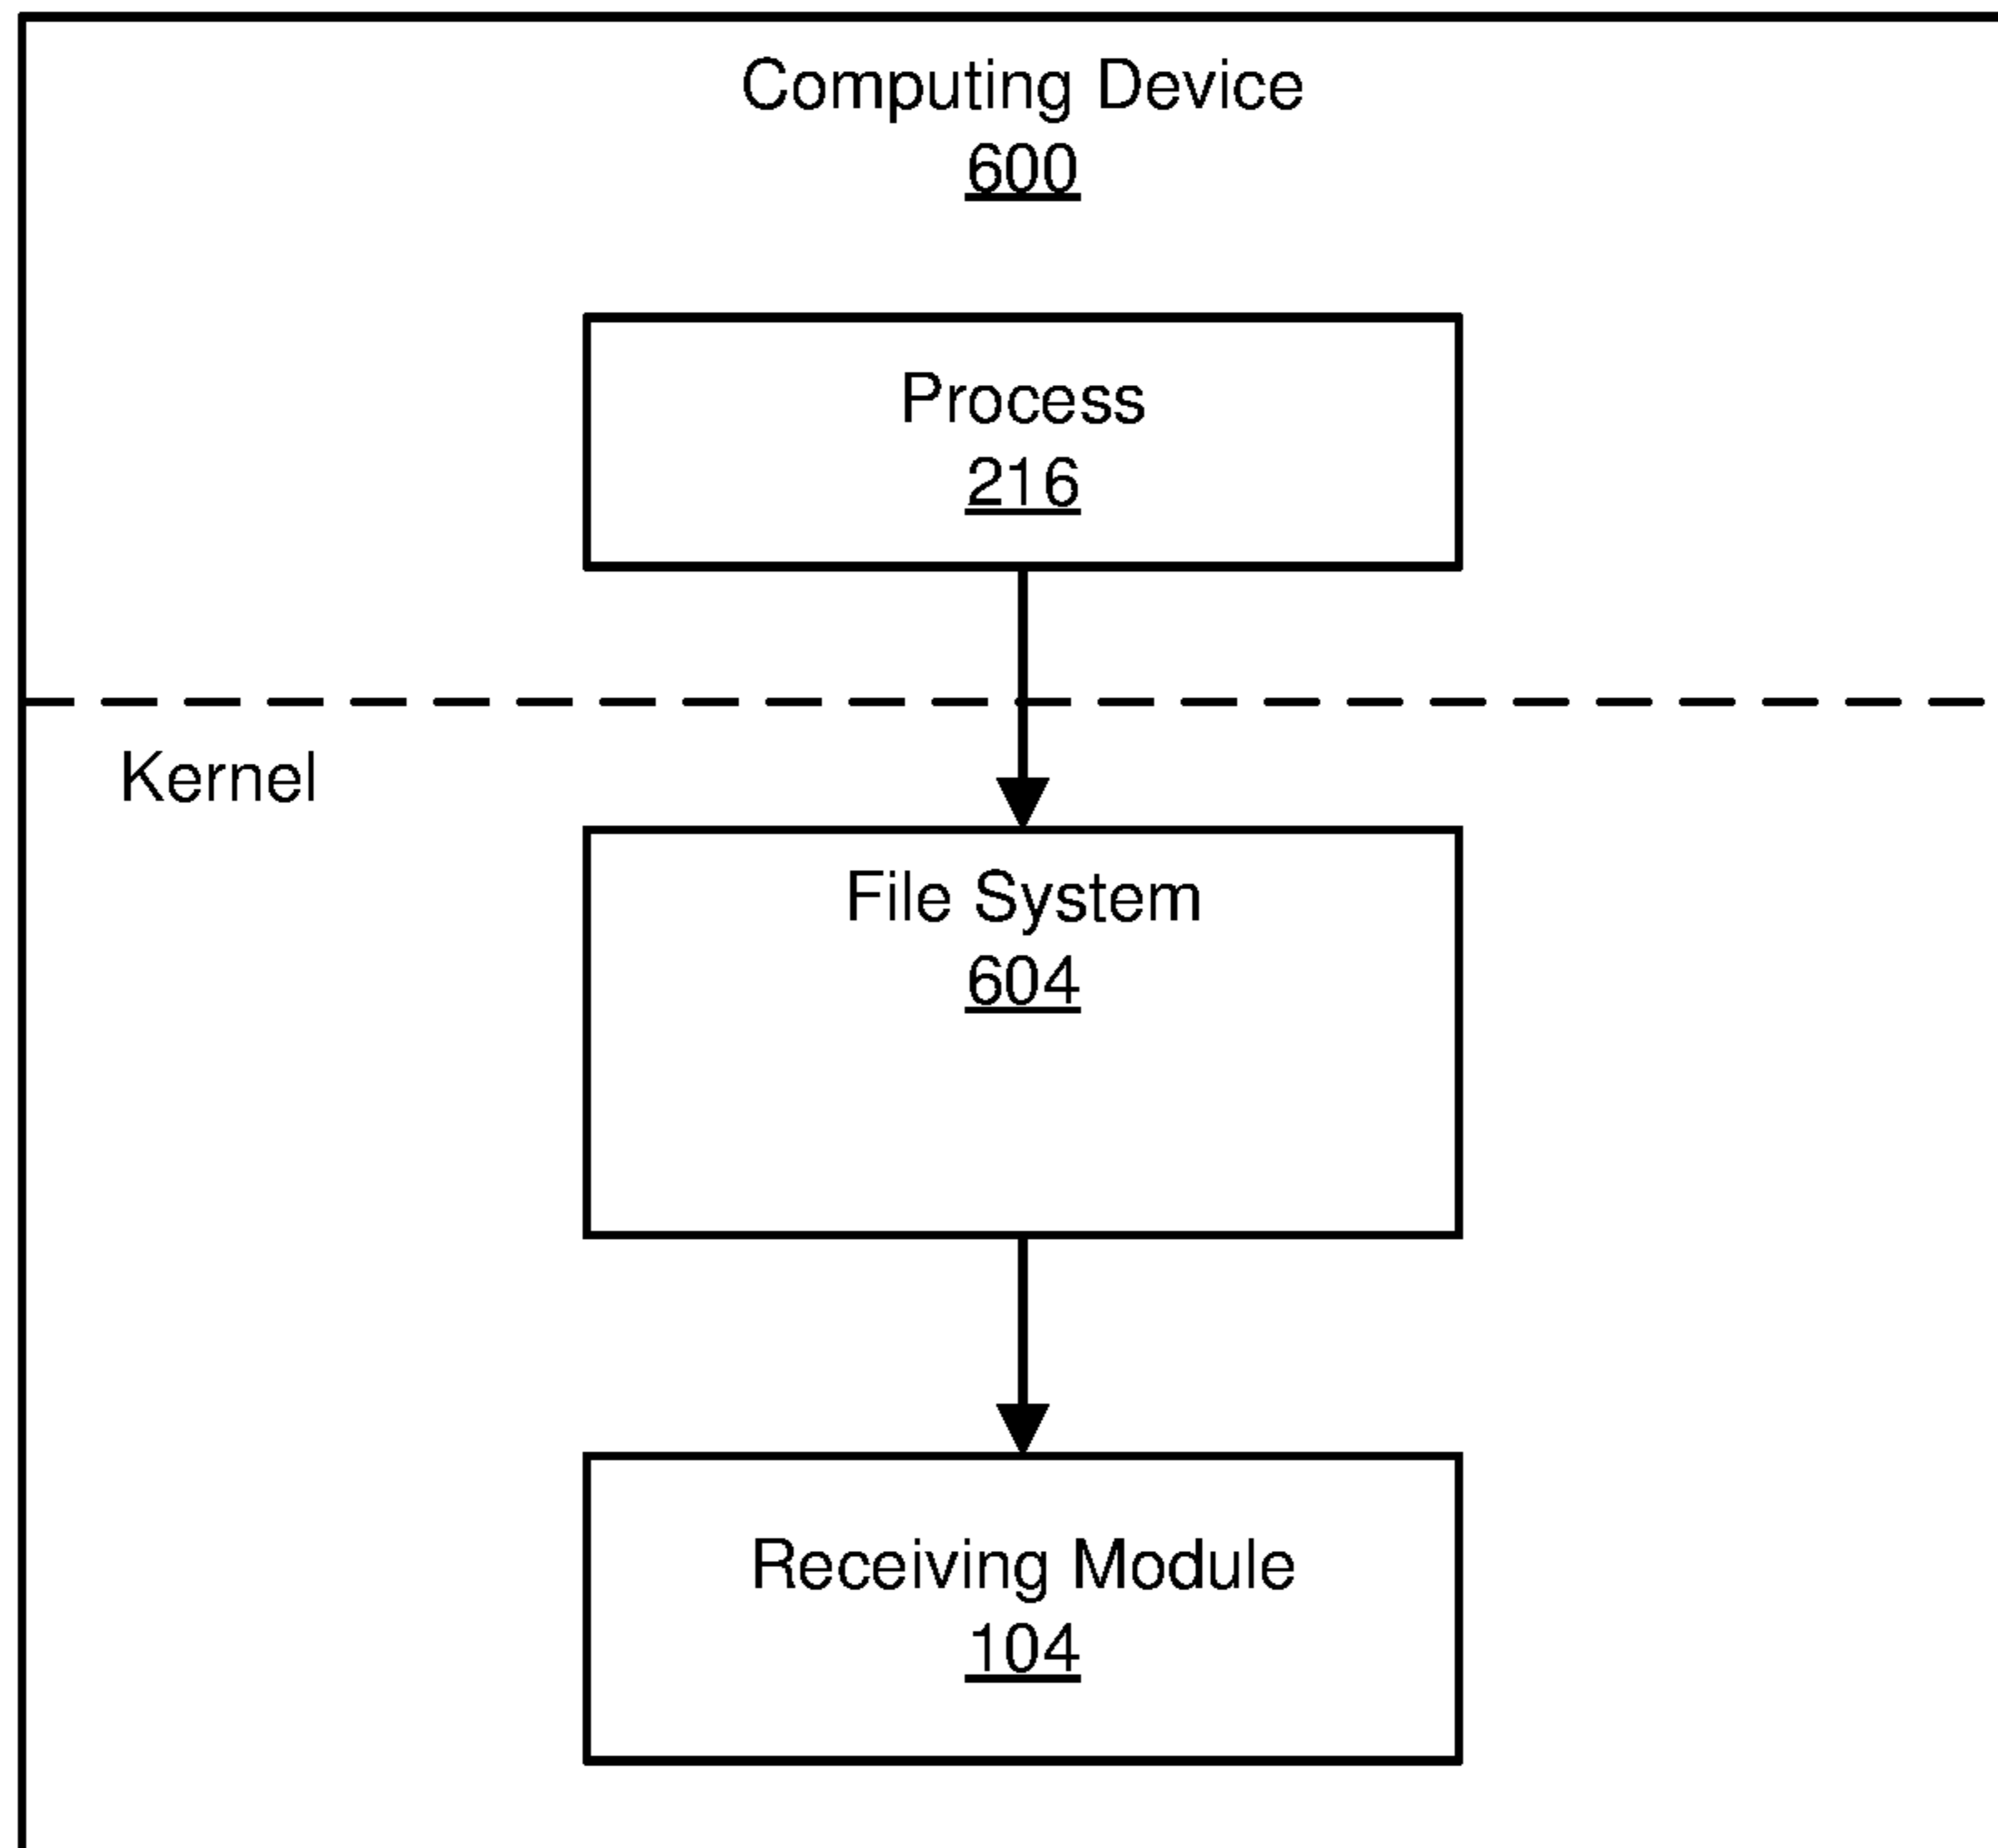 Computing Device
600
Process
216
Kernel
File System
604
Receiving Module
104